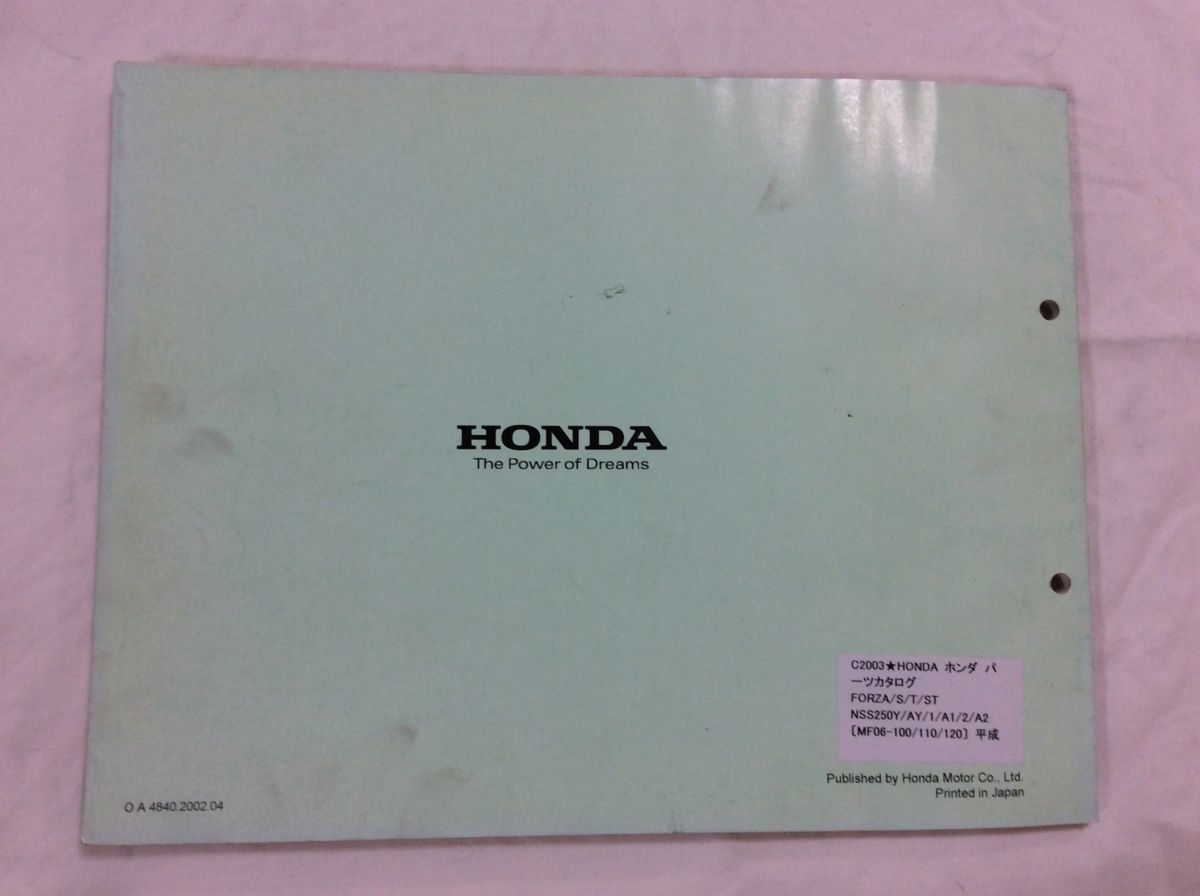 HONDA
The Power of Dreams
C2003★HONDA ホンダ パ
ーツカタログ
FORZA/S/T/ST
NSS250Y/AY/1/A1/2/A2
〔MF06-100/110/120〕 平成
Published by Honda Motor Co., Ltd.
Printed in Japan
O A 4840.2002.04